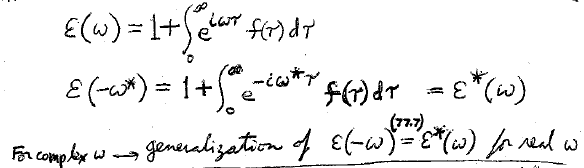 ε(ω) = 1 + ∫₀^∞ e^{iωτ} f(τ) dτ
ε(-ω*) = 1 + ∫₀^∞ e^{-iω*τ} f(τ) dτ = ε*(ω)
For complex ω → generalization of ε(-ω) (77.7)= ε*(ω) for real ω